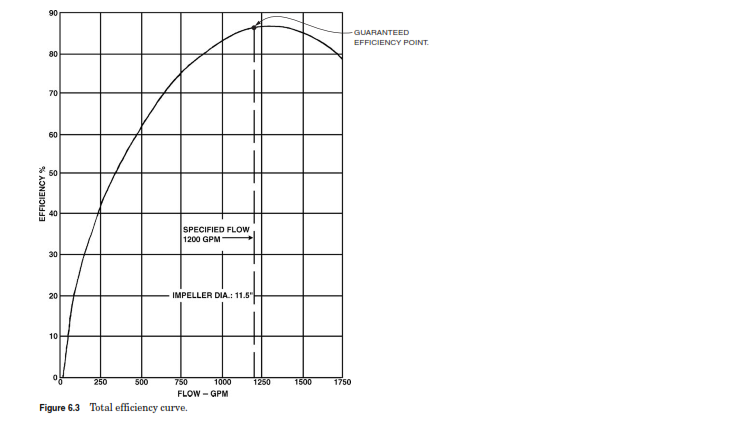 90
GUARANTEED
EFFICIENCY POINT.
80
70
60
50
EFFICIENCY %
40
SPECIFIED FLOW
1200 GPM
30
20
IMPELLER DIA.: 11.5"
10
0
0 250 500 750 1000 1250 1500 1750
FLOW – GPM
Figure 6.3 Total efficiency curve.